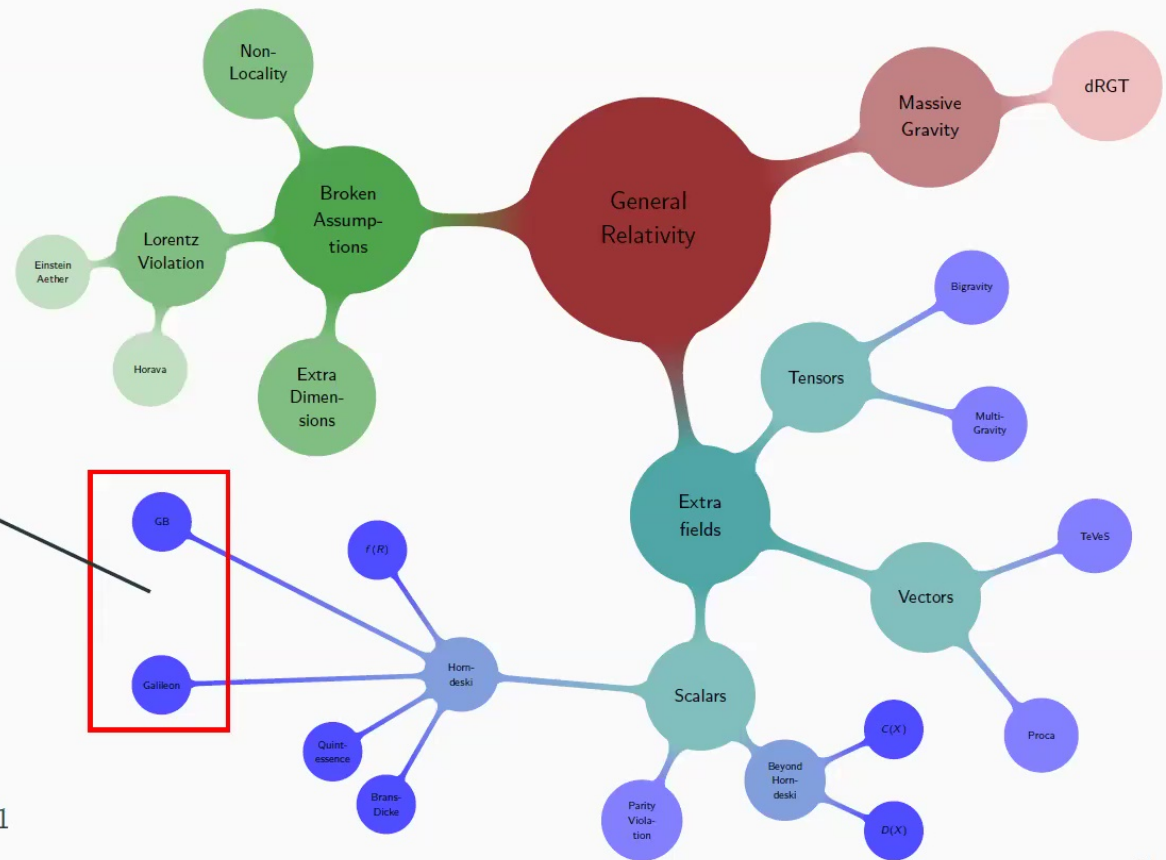 Non-
Locality
Massive
Gravity
dRGT
Broken
Assump-
tions
General
Relativity
Lorentz
Violation
Einstein
Aether
Horava
Extra
Dimen-
sions
Bigravity
Tensors
Multi-
Gravity
Extra
fields
GB
f(R)
TeVeS
Vectors
Horn-
deski
Galileon
Scalars
Quint-
essence
Brans-
Dicke
C(X)
Proca
Beyond
Horn-
deski
Parity
Viola-
tion
D(X)
1